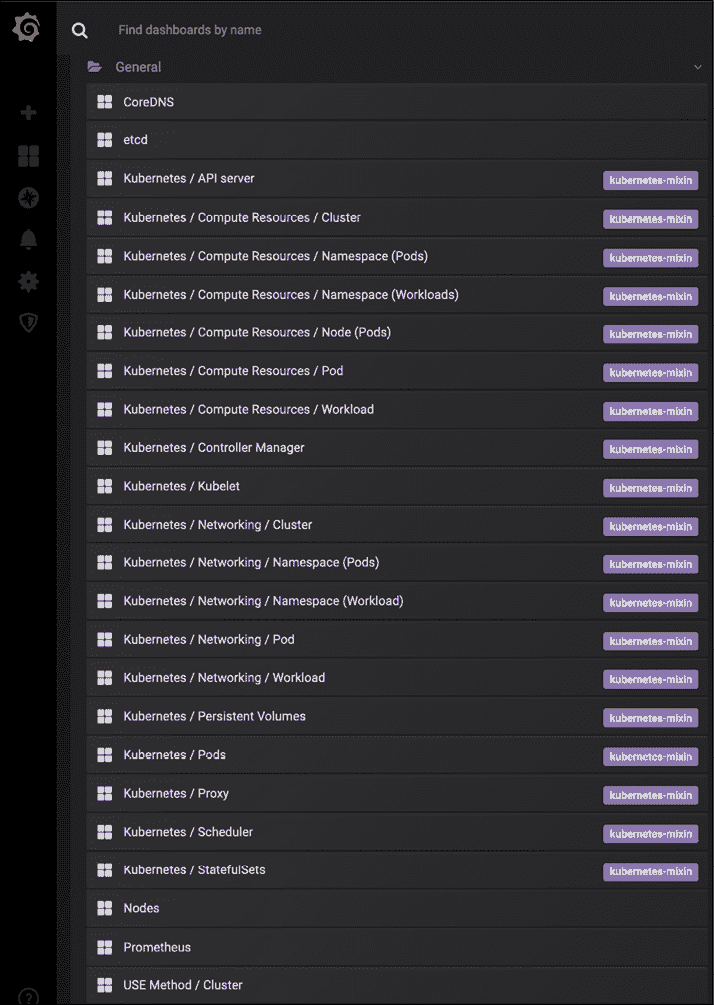 Find dashboards by name
General
CoreDNS
etcd
Kubernetes / API server kubernetes-mixin
Kubernetes / Compute Resources / Cluster kubernetes-mixin
Kubernetes / Compute Resources / Namespace (Pods) kubernetes-mixin
Kubernetes / Compute Resources / Namespace (Workloads) kubernetes-mixin
Kubernetes / Compute Resources / Node (Pods) kubernetes-mixin
Kubernetes / Compute Resources / Pod kubernetes-mixin
Kubernetes / Compute Resources / Workload kubernetes-mixin
Kubernetes / Controller Manager kubernetes-mixin
Kubernetes / Kubelet kubernetes-mixin
Kubernetes / Networking / Cluster kubernetes-mixin
Kubernetes / Networking / Namespace (Pods) kubernetes-mixin
Kubernetes / Networking / Namespace (Workload) kubernetes-mixin
Kubernetes / Networking / Pod kubernetes-mixin
Kubernetes / Networking / Workload kubernetes-mixin
Kubernetes / Persistent Volumes kubernetes-mixin
Kubernetes / Pods kubernetes-mixin
Kubernetes / Proxy kubernetes-mixin
Kubernetes / Scheduler kubernetes-mixin
Kubernetes / StatefulSets kubernetes-mixin
Nodes
Prometheus
USE Method / Cluster